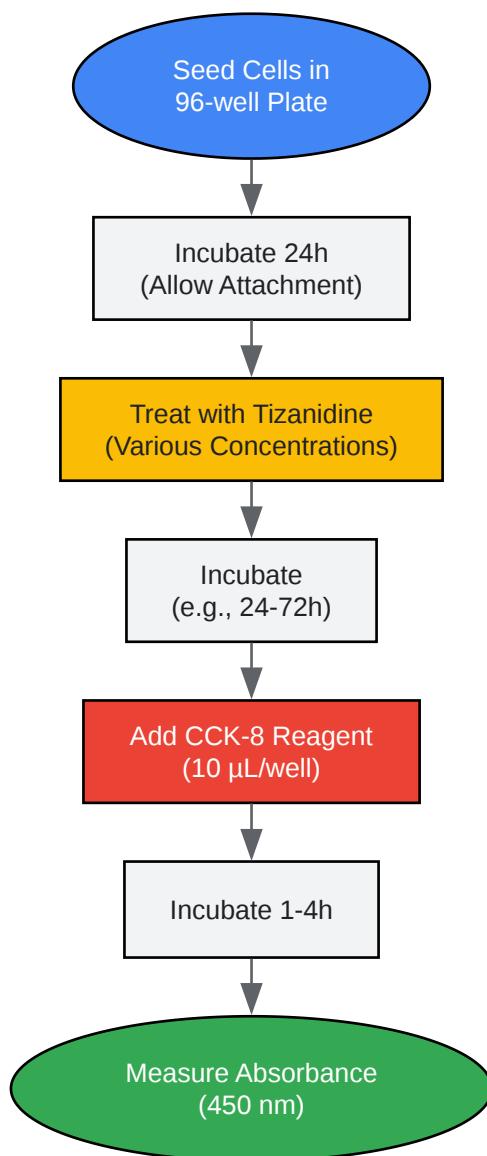 Seed Cells in
96-well Plate
Incubate 24h
(Allow Attachment)
Treat with Tizanidine
(Various Concentrations)
Incubate
(e.g., 24-72h)
Add CCK-8 Reagent
(10 µL/well)
Incubate 1-4h
Measure Absorbance
(450 nm)